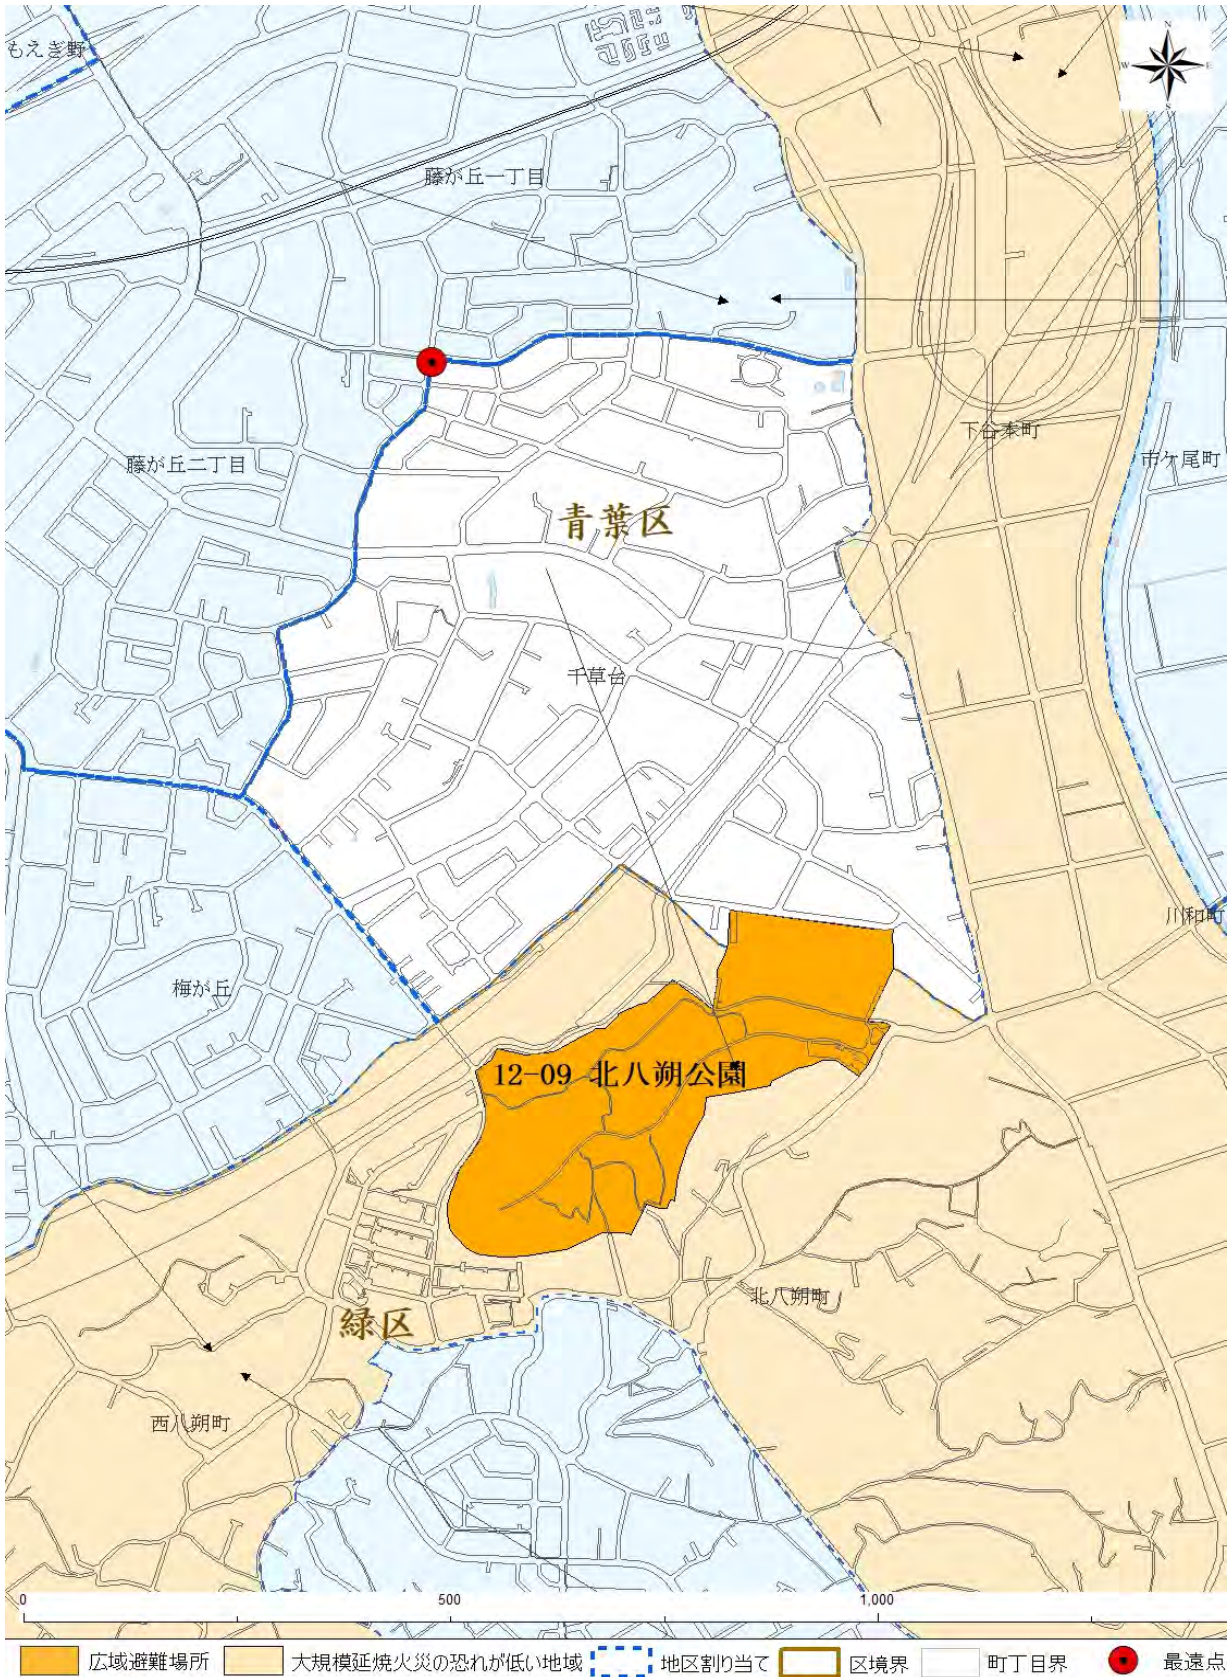 もえぎ野
N
W
E
S
藤が丘一丁目
下谷本町
藤が丘二丁目
市ケ尾町
青葉区
千草台
川和町
梅が丘
12-09 北八朔公園
北八朔町
緑区
西八朔町
0
500
1,000
広域避難場所
大規模延焼火災の恐れが低い地域
地区割り当て
区境界
町丁目界
最遠点